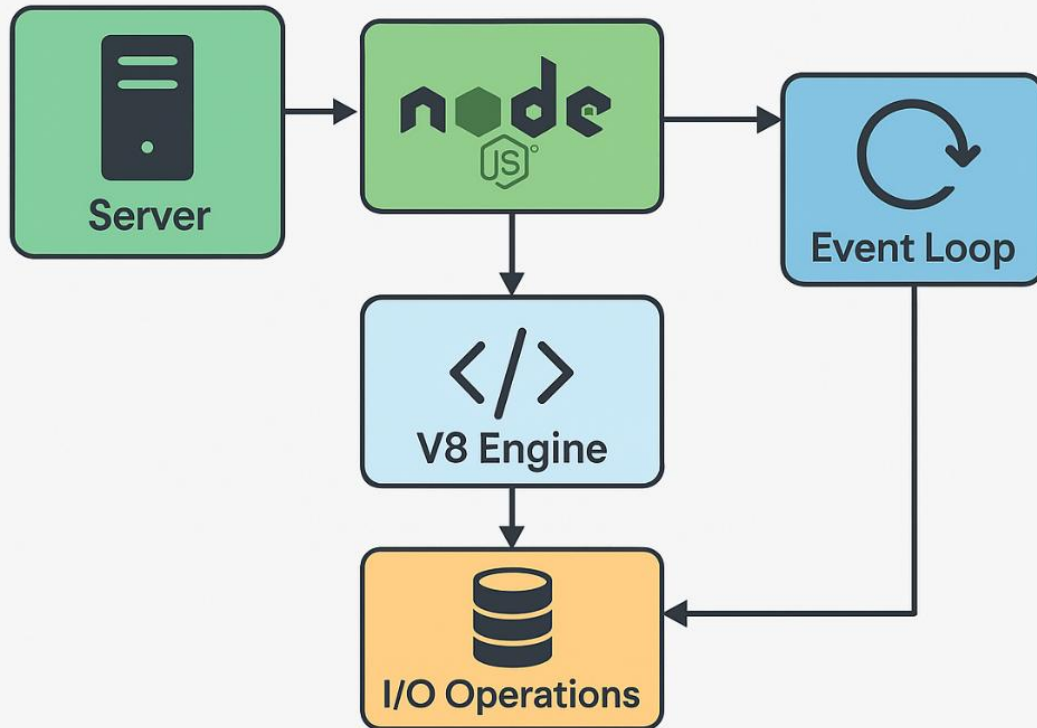 Server
node
JS
Event Loop
</>
V8 Engine
I/O Operations